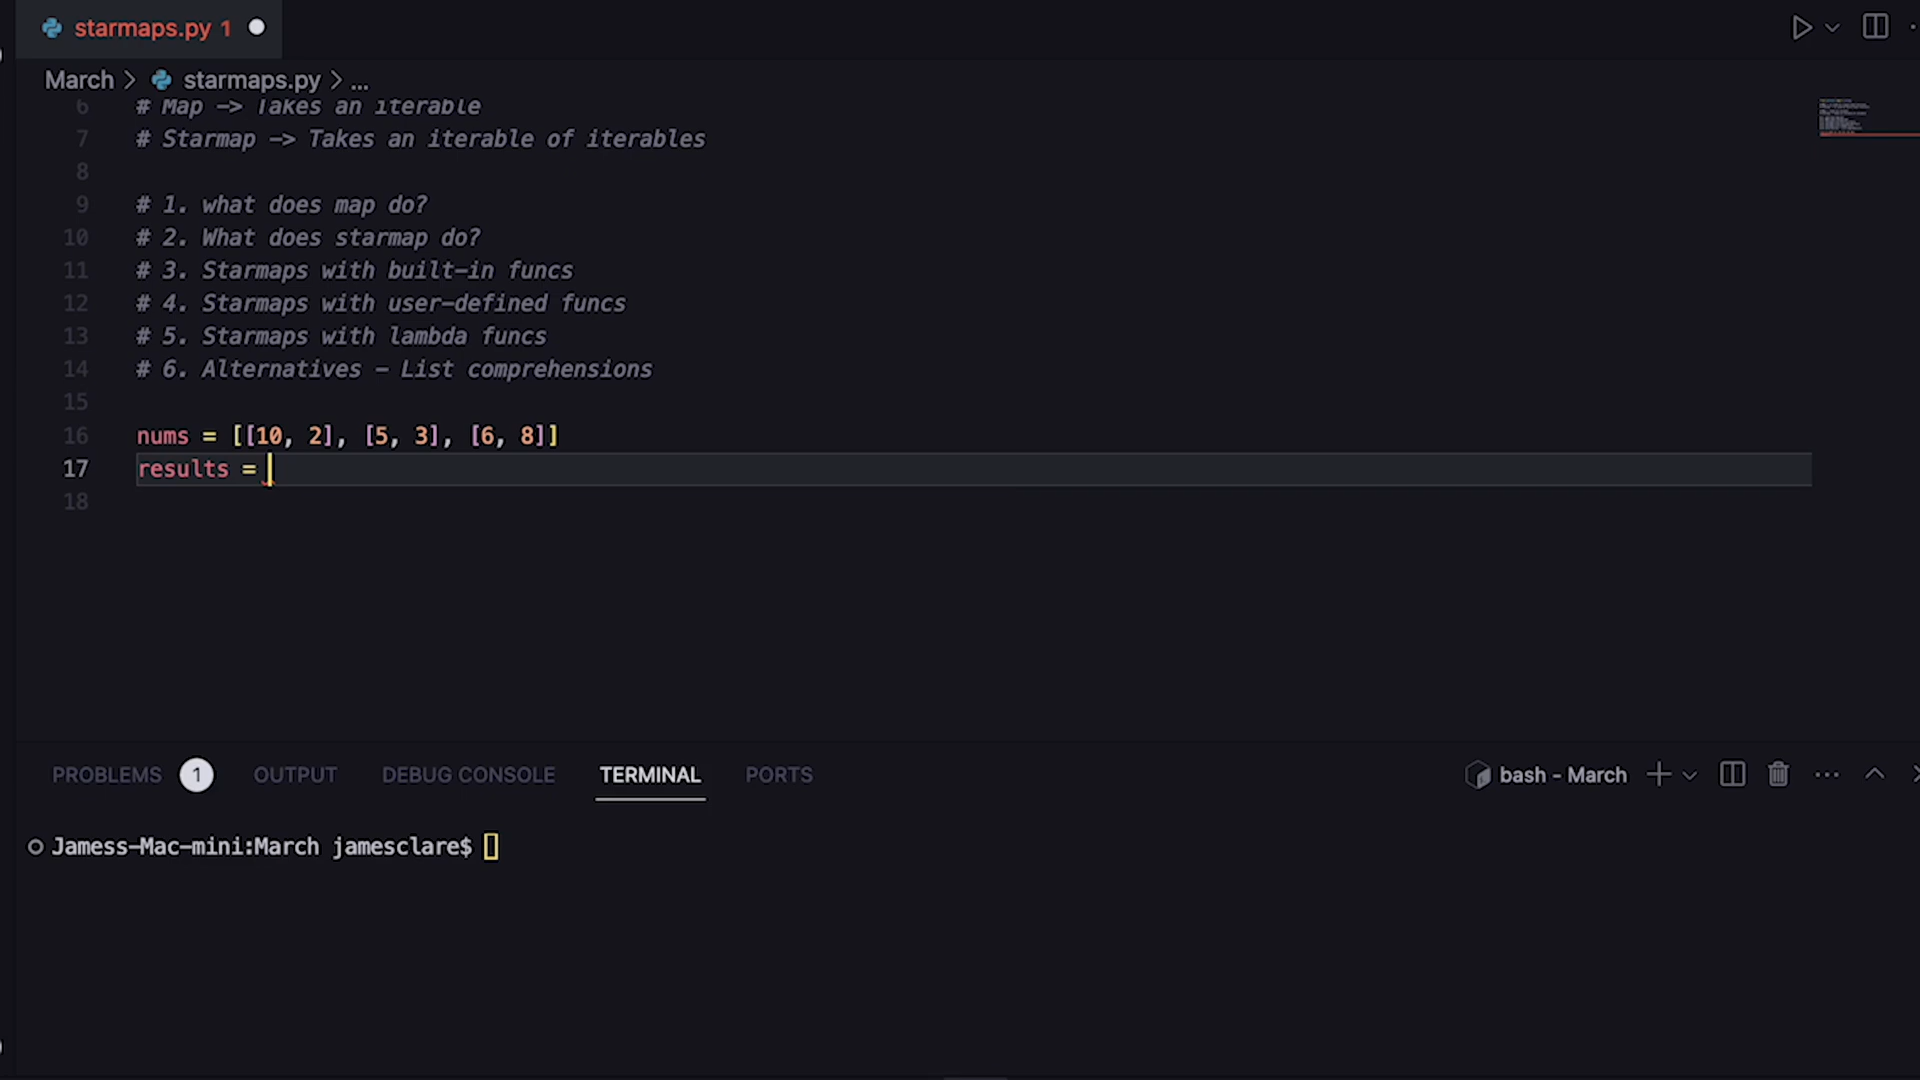 starmaps.py 1
March > starmaps.py > ...
6 # Map -> Takes an iterable
7 # Starmap -> Takes an iterable of iterables
8
9 # 1. what does map do?
10 # 2. What does starmap do?
11 # 3. Starmaps with built-in funcs
12 # 4. Starmaps with user-defined funcs
13 # 5. Starmaps with lambda funcs
14 # 6. Alternatives - List comprehensions
15
16 nums = [[10, 2], [5, 3], [6, 8]]
17 results =
18
PROBLEMS 1 OUTPUT DEBUG CONSOLE TERMINAL PORTS bash - March
Jamess-Mac-mini:March jamesclare$